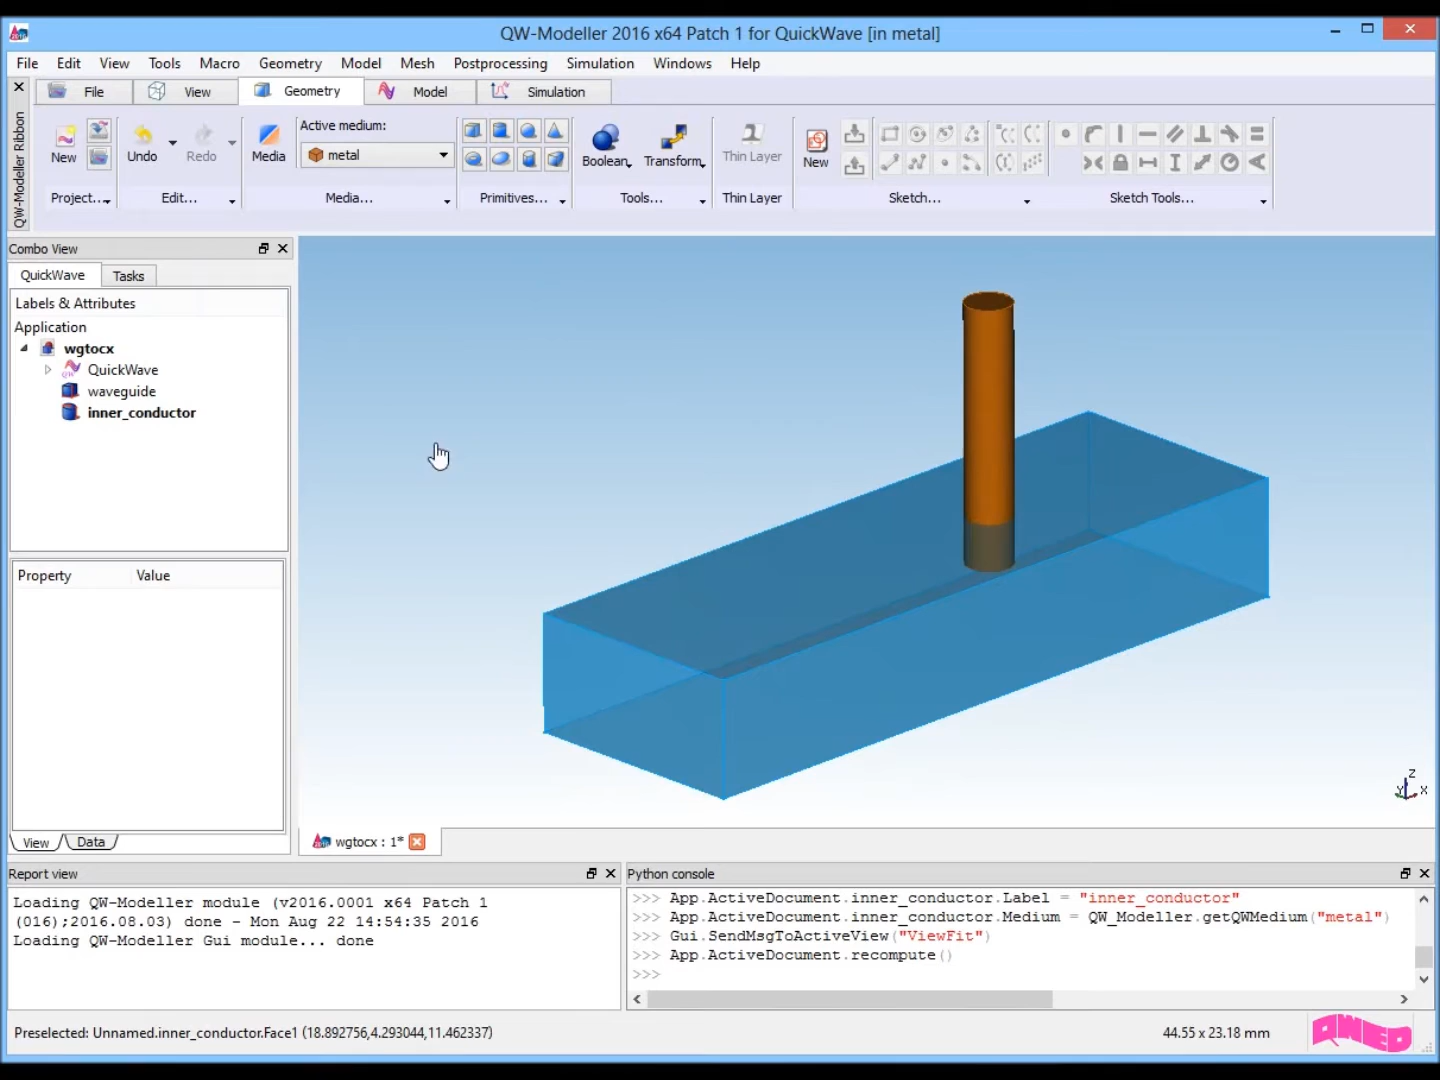 QW-Modeller 2016 x64 Patch 1 for QuickWave [in metal]
File Edit View Tools Macro Geometry Model Mesh Postprocessing Simulation Windows Help
QW-Modeller Ribbon
File View Geometry Model Simulation
New
Undo
Redo
Media
Active medium:
metal
Boolean
Transform
Thin Layer
New
Project... Edit... Media... Primitives... Tools... Thin Layer Sketch... Sketch Tools...
Combo View
QuickWave Tasks
Labels & Attributes
Application
wgtocx
QuickWave
waveguide
inner_conductor
Property Value
View Data
z
Y
x
wgtocx : 1*
Report view
Loading QW-Modeller module (v2016.0001 x64 Patch 1
(016);2016.08.03) done - Mon Aug 22 14:54:35 2016
Loading QW-Modeller Gui module... done
Python console
>>> App.ActiveDocument.inner_conductor.Label = "inner_conductor"
>>> App.ActiveDocument.inner_conductor.Medium = QW_Modeller.getQWMedium("metal")
>>> Gui.SendMsgToActiveView("ViewFit")
>>> App.ActiveDocument.recompute()
>>>
Preselected: Unnamed.inner_conductor.Face1 (18.892756,4.293044,11.462337)
44.55 x 23.18 mm
QWED